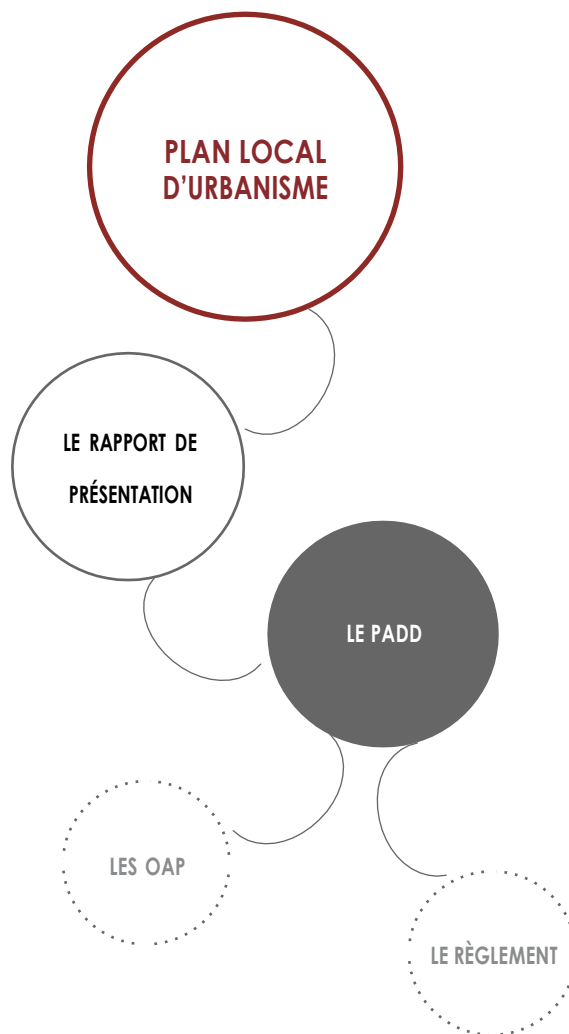 PLAN LOCAL
D'URBANISME
LE RAPPORT DE
PRÉSENTATION
LE PADD
LES OAP
LE RÈGLEMENT